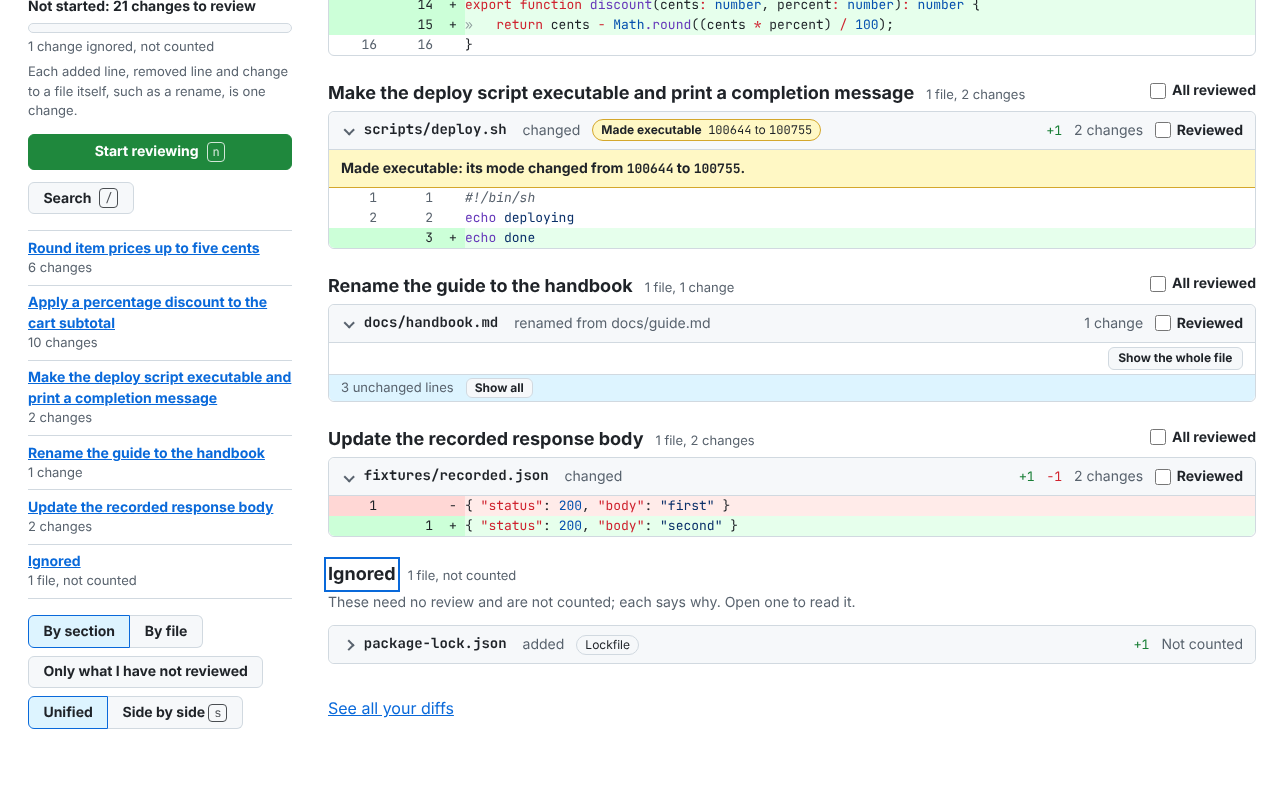 Not started: 21 changes to review
1 change ignored, not counted
Each added line, removed line and change
to a file itself, such as a rename, is one
change.
Start reviewing n
Search /
Round item prices up to five cents
6 changes
Apply a percentage discount to the
cart subtotal
10 changes
Make the deploy script executable and
print a completion message
2 changes
Rename the guide to the handbook
1 change
Update the recorded response body
2 changes
Ignored
1 file, not counted
By section By file
Only what I have not reviewed
Unified Side by side s
14 + export function discount(cents: number, percent: number): number {
15 + » return cents - Math.round((cents * percent) / 100);
16 16 }
Make the deploy script executable and print a completion message 1 file, 2 changes All reviewed
scripts/deploy.sh changed Made executable 100644 to 100755 +1 2 changes Reviewed
Made executable: its mode changed from 100644 to 100755.
1 1 #!/bin/sh
2 2 echo deploying
3 + echo done
Rename the guide to the handbook 1 file, 1 change All reviewed
docs/handbook.md renamed from docs/guide.md 1 change Reviewed
Show the whole file
3 unchanged lines Show all
Update the recorded response body 1 file, 2 changes All reviewed
fixtures/recorded.json changed +1 -1 2 changes Reviewed
1 - { "status": 200, "body": "first" }
1 + { "status": 200, "body": "second" }
Ignored 1 file, not counted
These need no review and are not counted; each says why. Open one to read it.
package-lock.json added Lockfile +1 Not counted
See all your diffs